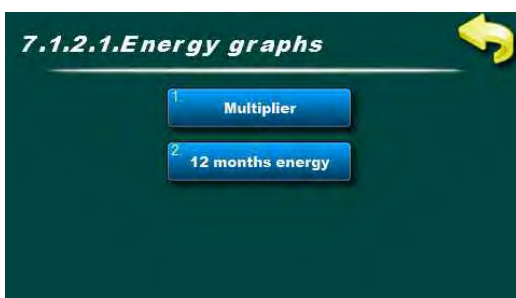 7.1.2.1.Energy graphs
1.
Multiplier
2.
12 months energy